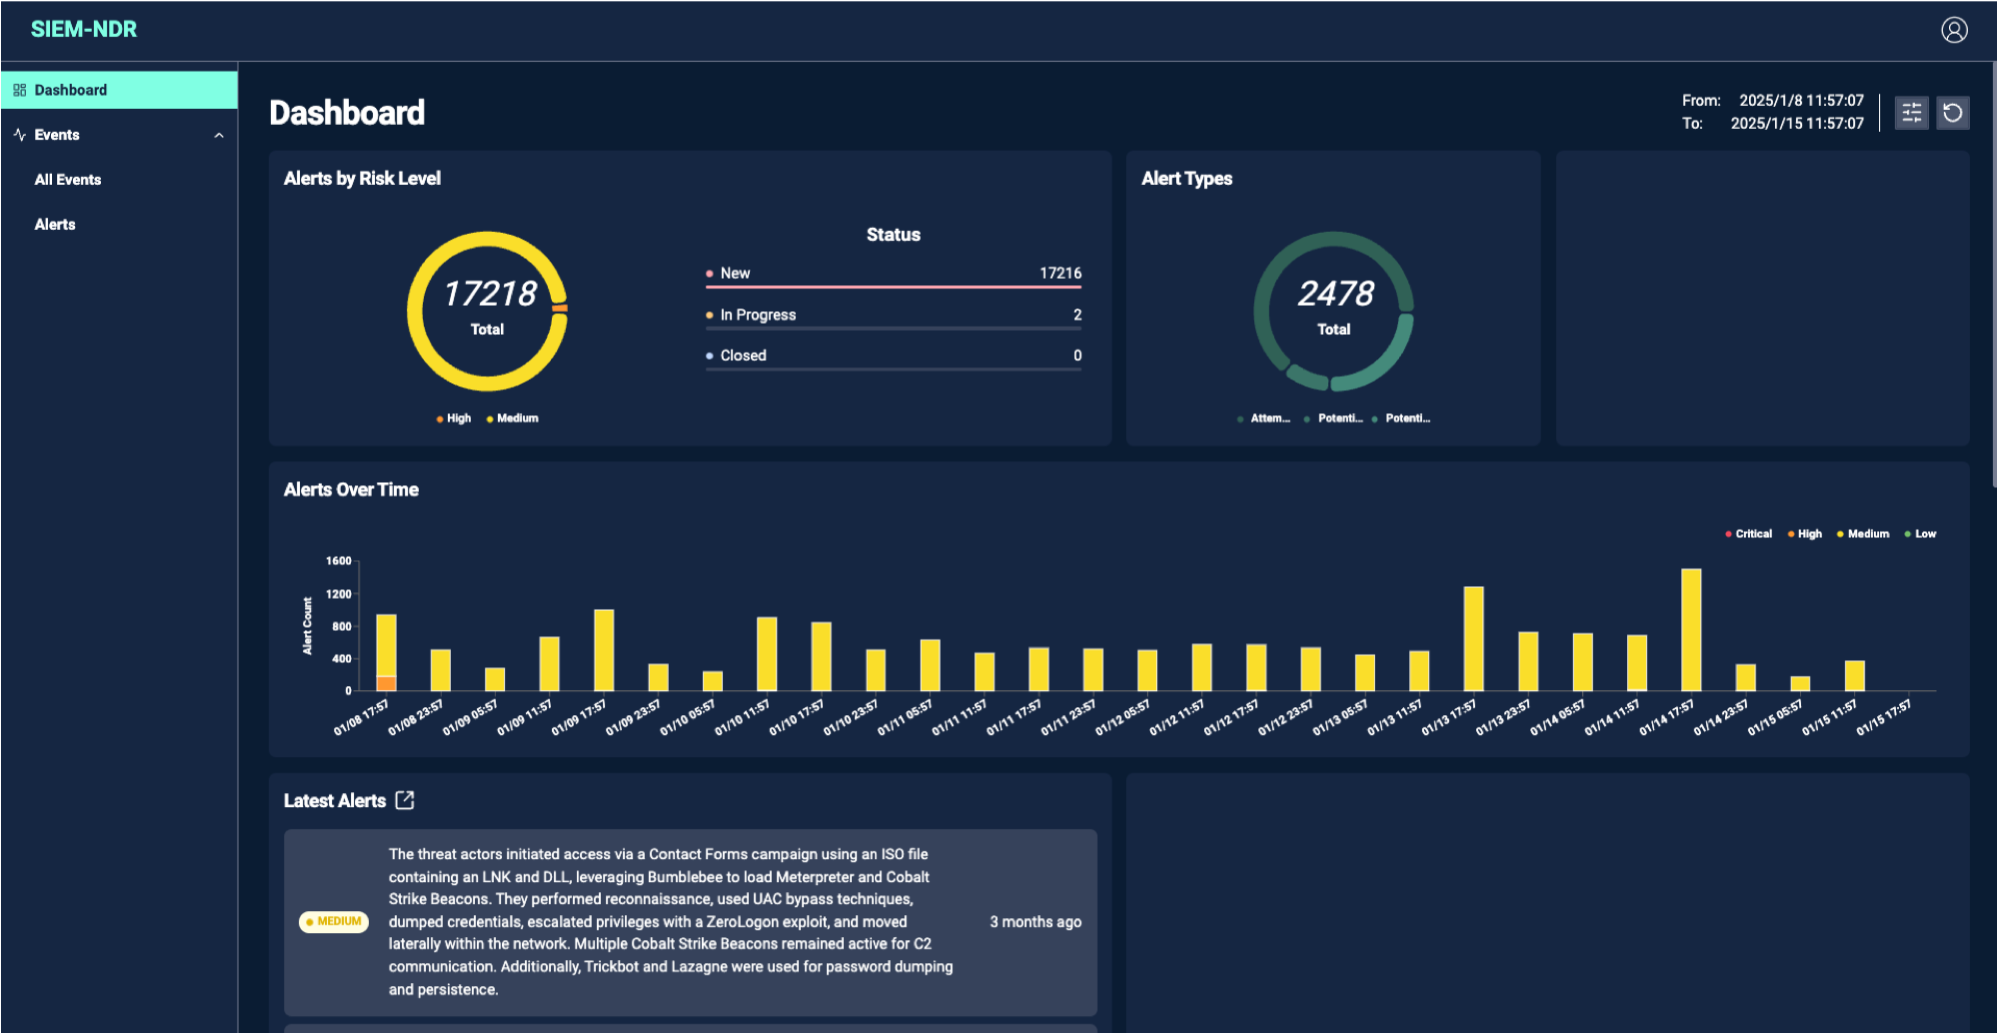 SIEM-NDR
Dashboard
Events
All Events
Alerts
Dashboard
From: 2025/1/8 11:57:07
To: 2025/1/15 11:57:07
Alerts by Risk Level
17218
Total
High Medium
Status
New 17216
In Progress 2
Closed 0
Alert Types
2478
Total
Attem... Potenti... Potenti...
Alerts Over Time
Critical High Medium Low
Alert Count
1600
1200
800
400
0
01/08 17:57 01/08 23:57 01/09 05:57 01/09 11:57 01/09 17:57 01/09 23:57 01/10 05:57 01/10 11:57 01/10 17:57 01/10 23:57 01/11 05:57 01/11 11:57 01/11 17:57 01/11 23:57 01/12 05:57 01/12 11:57 01/12 17:57 01/12 23:57 01/13 05:57 01/13 11:57 01/13 17:57 01/13 23:57 01/14 05:57 01/14 11:57 01/14 17:57 01/14 23:57 01/15 05:57 01/15 11:57 01/15 17:57
Latest Alerts
MEDIUM
The threat actors initiated access via a Contact Forms campaign using an ISO file
containing an LNK and DLL, leveraging Bumblebee to load Meterpreter and Cobalt
Strike Beacons. They performed reconnaissance, used UAC bypass techniques,
dumped credentials, escalated privileges with a ZeroLogon exploit, and moved
laterally within the network. Multiple Cobalt Strike Beacons remained active for C2
communication. Additionally, Trickbot and Lazagne were used for password dumping
and persistence.
3 months ago